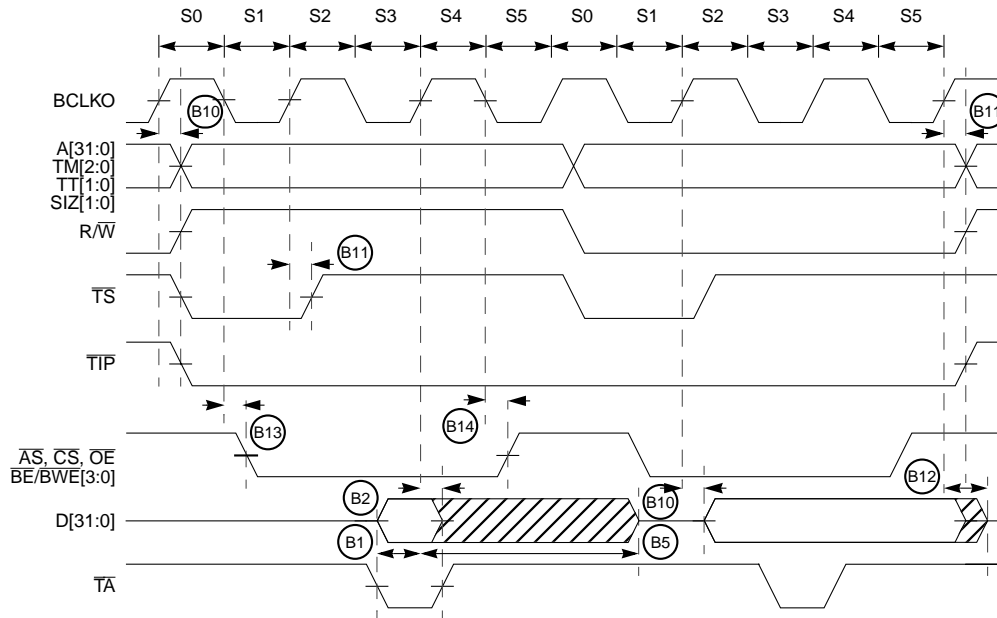 S0 S1 S2 S3 S4 S5 S0 S1 S2 S3 S4 S5
BCLKO
B10
B11
A[31:0]
TM[2:0]
TT[1:0]
SIZ[1:0]
R/W
B11
TS
TIP
B13
B14
AS, CS, OE
BE/BWE[3:0]
B2
B10
B12
D[31:0]
B1
B5
TA